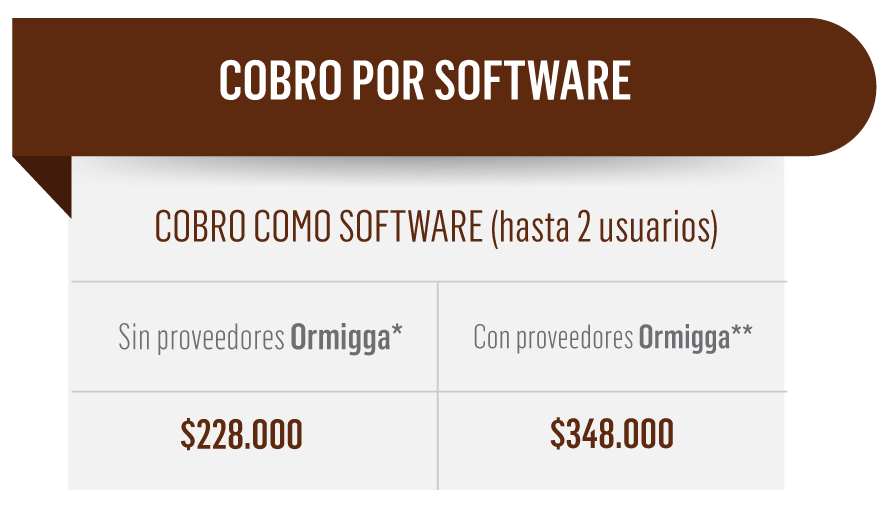 COBRO POR SOFTWARE
COBRO COMO SOFTWARE (hasta 2 usuarios)
Sin proveedores Ormigga*
Con proveedores Ormigga**
$228.000
$348.000